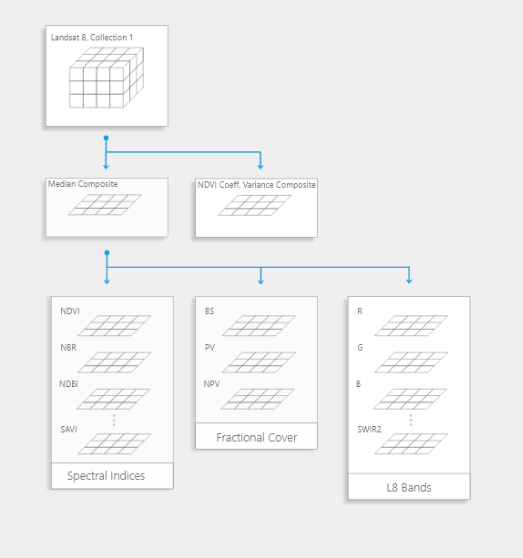 Landsat 8, Collection 1
Median Composite
NDVI Coeff. Variance Composite
NDVI
NBR
NDBI
SAVI
Spectral Indices
BS
PV
NPV
Fractional Cover
R
G
B
SWIR2
L8 Bands